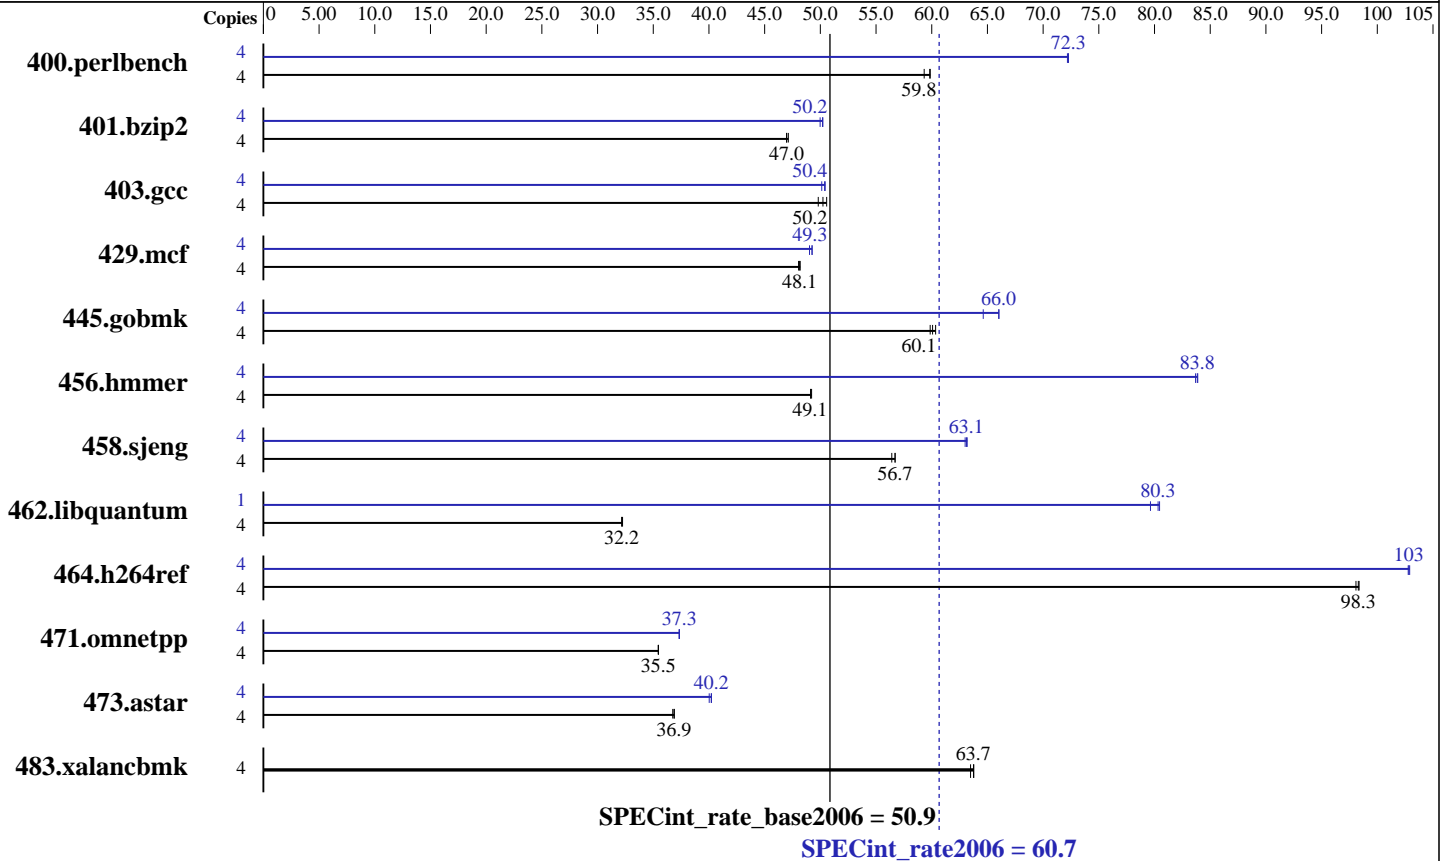 Copies 0 5.00 10.0 15.0 20.0 25.0 30.0 35.0 40.0 45.0 50.0 55.0 60.0 65.0 70.0 75.0 80.0 85.0 90.0 95.0 100 105
400.perlbench 4 72.3
4 59.8
401.bzip2 4 50.2
4 47.0
403.gcc 4 50.4
4 50.2
429.mcf 4 49.3
4 48.1
445.gobmk 4 66.0
4 60.1
456.hmmer 4 83.8
4 49.1
458.sjeng 4 63.1
4 56.7
462.libquantum 1 80.3
4 32.2
464.h264ref 4 103
4 98.3
471.omnetpp 4 37.3
4 35.5
473.astar 4 40.2
4 36.9
483.xalancbmk 4 63.7
SPECint_rate_base2006 = 50.9
SPECint_rate2006 = 60.7